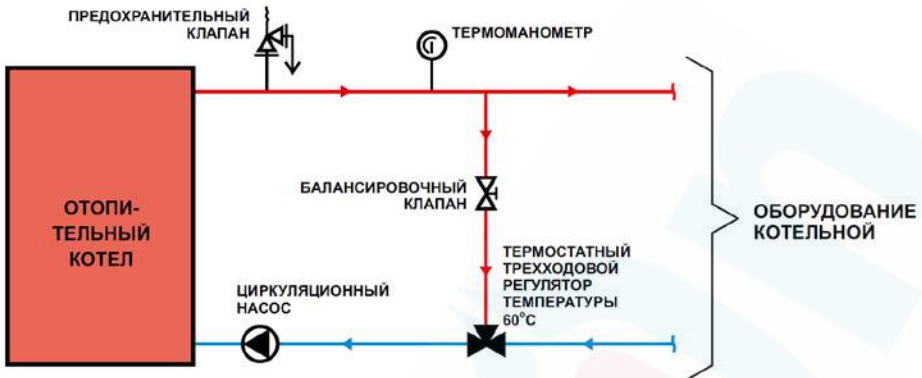 ПРЕДОХРАНИТЕЛЬНЫЙ
КЛАПАН
ТЕРМОМАНОМЕТР
ОТОПИ-
ТЕЛЬНЫЙ
КОТЕЛ
БАЛАНСИРОВОЧНЫЙ
КЛАПАН
ОБОРУДОВАНИЕ
КОТЕЛЬНОЙ
ТЕРМОСТАТНЫЙ
ТРЕХХОДОВОЙ
РЕГУЛЯТОР
ТЕМПЕРАТУРЫ
60°С
ЦИРКУЛЯЦИОННЫЙ
НАСОС